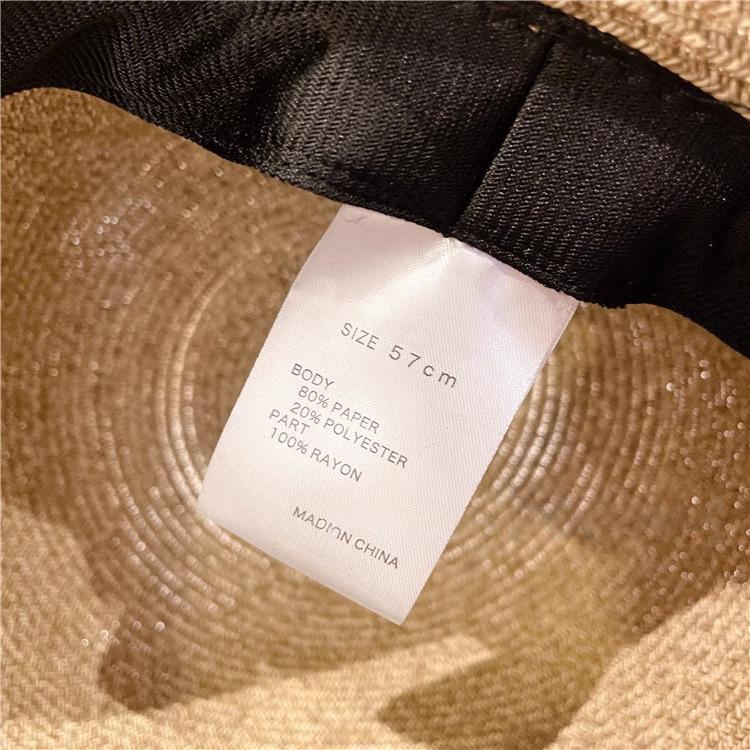 SIZE 57cm
BODY
80% PAPER
20% POLYESTER
PART
100% RAYON
MADION CHINA